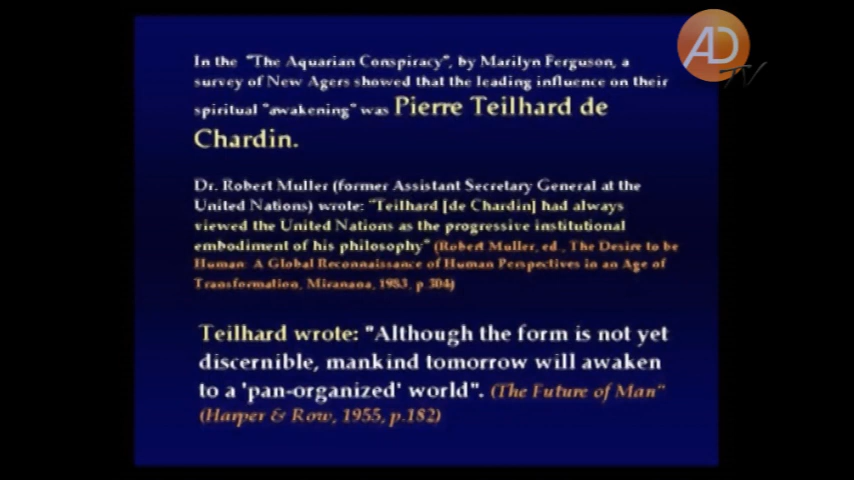 AD
TV
In the "The Aquarian Conspiracy", by Marilyn Ferguson, a
survey of New Agers showed that the leading influence on their
spiritual "awakening" was Pierre Teilhard de
Chardin.
Dr. Robert Muller (former Assistant Secretary General at the
United Nations) wrote: "Teilhard [de Chardin] had always
viewed the United Nations as the progressive institutional
embodiment of his philosophy" (Robert Muller, ed., The Desire to be
Human: A Global Reconnaissance of Human Perspectives in an Age of
Transformation, Miranana, 1983, p 304)
Teilhard wrote: "Although the form is not yet
discernible, mankind tomorrow will awaken
to a 'pan-organized' world". (The Future of Man"
(Harper & Row, 1955, p.182)